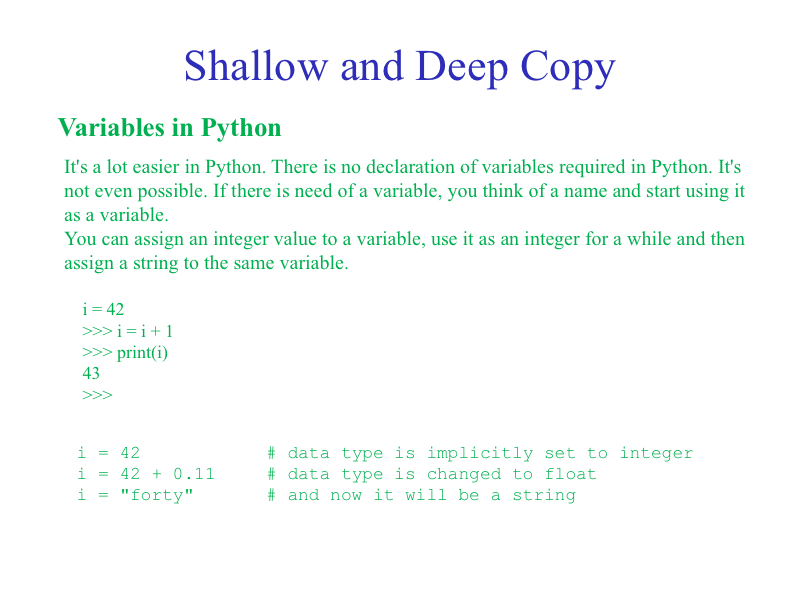 Shallow and Deep Copy
Variables in Python
It's a lot easier in Python. There is no declaration of variables required in Python. It's
not even possible. If there is need of a variable, you think of a name and start using it
as a variable.
You can assign an integer value to a variable, use it as an integer for a while and then
assign a string to the same variable.
i = 42
>>> i = i + 1
>>> print(i)
43
>>>
i = 42            # data type is implicitly set to integer
i = 42 + 0.11     # data type is changed to float
i = "forty"       # and now it will be a string